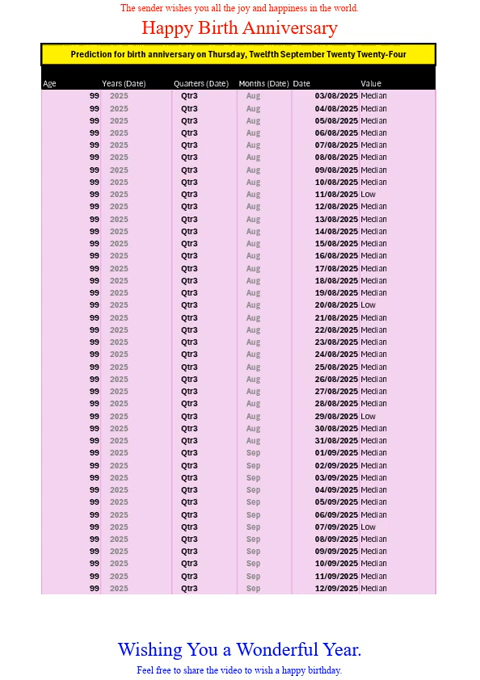 The sender wishes you all the joy and happiness in the world.
Happy Birth Anniversary
Prediction for birth anniversary on Thursday, Twelfth September Twenty Twenty-Four
Age Years (Date) Quarters (Date) Months (Date) Date Value
99 2025 Qtr3 Aug 03/08/2025 Median
99 2025 Qtr3 Aug 04/08/2025 Median
99 2025 Qtr3 Aug 05/08/2025 Median
99 2025 Qtr3 Aug 06/08/2025 Median
99 2025 Qtr3 Aug 07/08/2025 Median
99 2025 Qtr3 Aug 08/08/2025 Median
99 2025 Qtr3 Aug 09/08/2025 Median
99 2025 Qtr3 Aug 10/08/2025 Median
99 2025 Qtr3 Aug 11/08/2025 Low
99 2025 Qtr3 Aug 12/08/2025 Median
99 2025 Qtr3 Aug 13/08/2025 Median
99 2025 Qtr3 Aug 14/08/2025 Median
99 2025 Qtr3 Aug 15/08/2025 Median
99 2025 Qtr3 Aug 16/08/2025 Median
99 2025 Qtr3 Aug 17/08/2025 Median
99 2025 Qtr3 Aug 18/08/2025 Median
99 2025 Qtr3 Aug 19/08/2025 Median
99 2025 Qtr3 Aug 20/08/2025 Low
99 2025 Qtr3 Aug 21/08/2025 Median
99 2025 Qtr3 Aug 22/08/2025 Median
99 2025 Qtr3 Aug 23/08/2025 Median
99 2025 Qtr3 Aug 24/08/2025 Median
99 2025 Qtr3 Aug 25/08/2025 Median
99 2025 Qtr3 Aug 26/08/2025 Median
99 2025 Qtr3 Aug 27/08/2025 Median
99 2025 Qtr3 Aug 28/08/2025 Median
99 2025 Qtr3 Aug 29/08/2025 Low
99 2025 Qtr3 Aug 30/08/2025 Median
99 2025 Qtr3 Aug 31/08/2025 Median
99 2025 Qtr3 Sep 01/09/2025 Median
99 2025 Qtr3 Sep 02/09/2025 Median
99 2025 Qtr3 Sep 03/09/2025 Median
99 2025 Qtr3 Sep 04/09/2025 Median
99 2025 Qtr3 Sep 05/09/2025 Median
99 2025 Qtr3 Sep 06/09/2025 Median
99 2025 Qtr3 Sep 07/09/2025 Low
99 2025 Qtr3 Sep 08/09/2025 Median
99 2025 Qtr3 Sep 09/09/2025 Median
99 2025 Qtr3 Sep 10/09/2025 Median
99 2025 Qtr3 Sep 11/09/2025 Median
99 2025 Qtr3 Sep 12/09/2025 Median
Wishing You a Wonderful Year.
Feel free to share the video to wish a happy birthday.